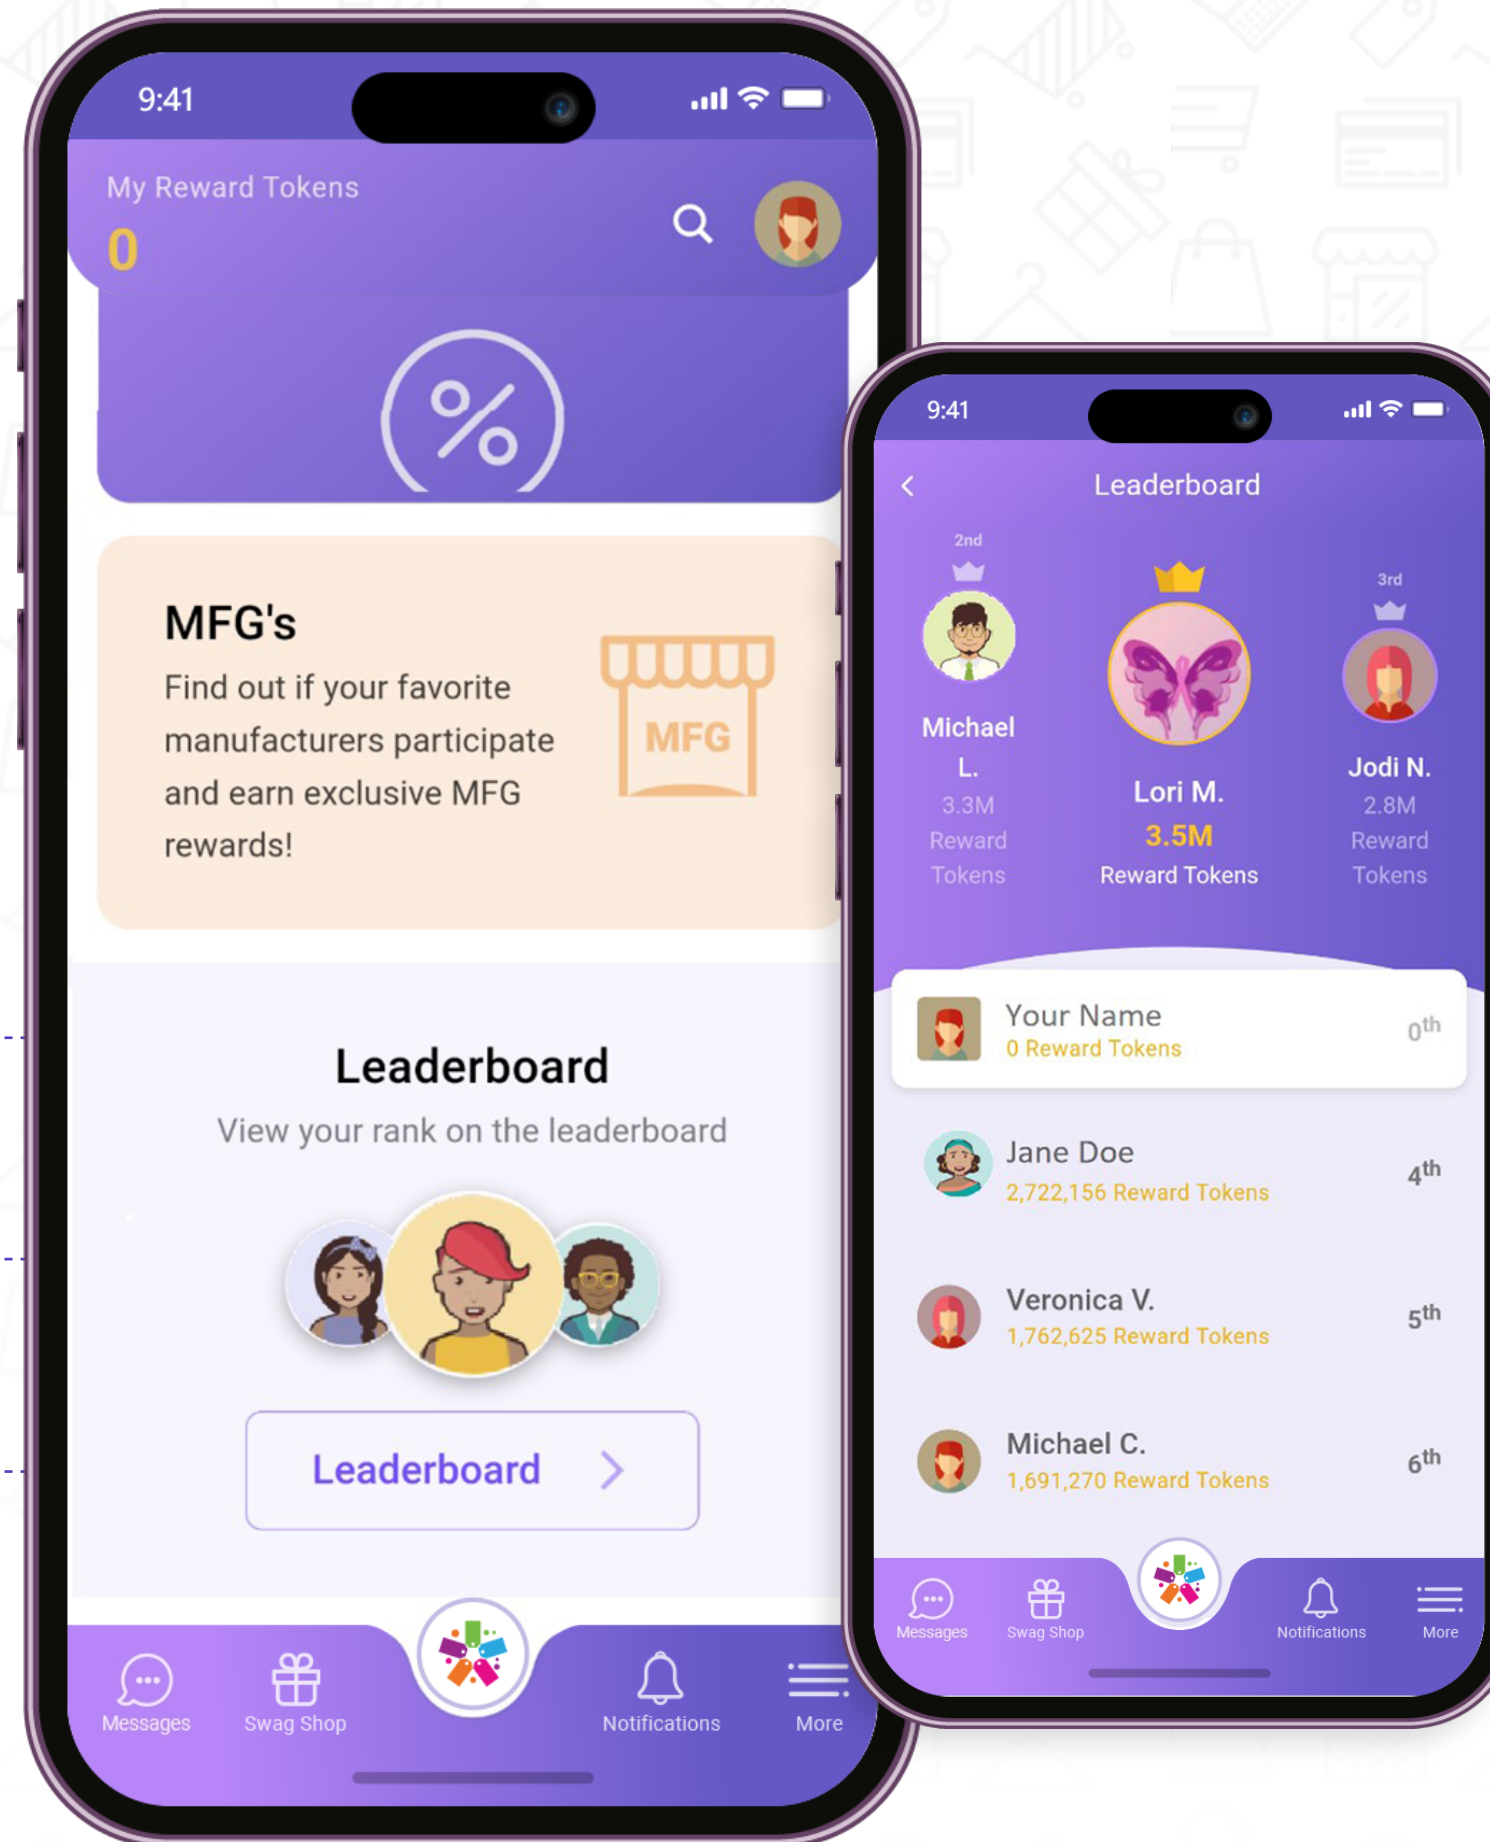 9:41
My Reward Tokens
0
MFG's
Find out if your favorite
manufacturers participate
and earn exclusive MFG
rewards!
MFG
Leaderboard
View your rank on the leaderboard
Leaderboard
Messages
Swag Shop
Notifications
More
9:41
Leaderboard
2nd
Michael
L.
3.3M
Reward
Tokens
Lori M.
3.5M
Reward Tokens
3rd
Jodi N.
2.8M
Reward
Tokens
Your Name
0 Reward Tokens
0th
Jane Doe
2,722,156 Reward Tokens
4th
Veronica V.
1,762,625 Reward Tokens
5th
Michael C.
1,691,270 Reward Tokens
6th
Messages
Swag Shop
Notifications
More